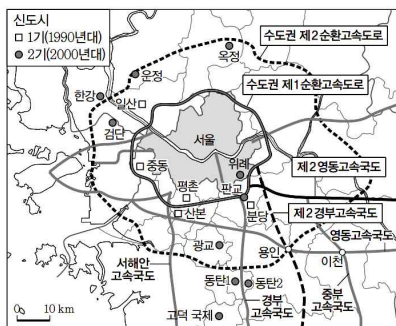 신도시
□ 1기(1990년대)
● 2기(2000년대)
수도권 제2순환고속도로
옥정
운정
수도권 제1순환고속도로
한강
일산
검단
서울
위례
제2영동고속국도
중동
판교
평촌
분당
제2경부고속국도
산본
영동고속국도
광교
용인
이천
서해안
고속국도
동탄1
동탄2
중부
고속국도
경부
고속국도
고덕 국제
0 10 km